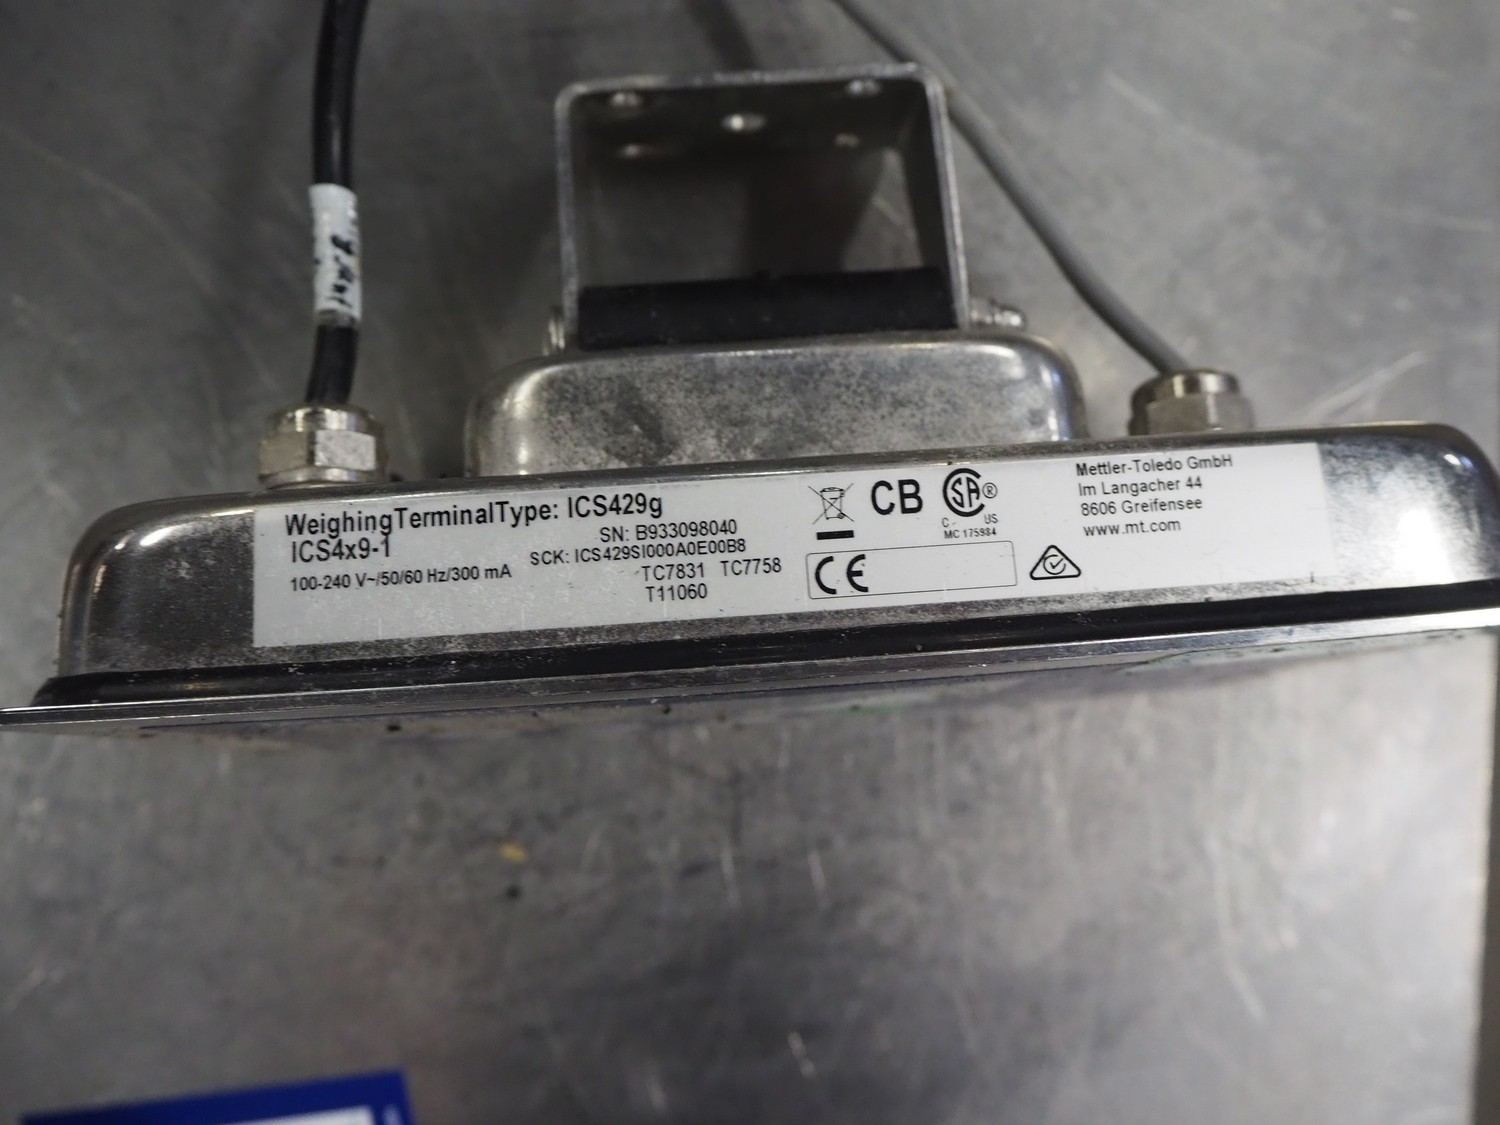 WeighingTerminalType: ICS429g
ICS4x9-1
SN: B933098040
SCK: ICS429SI000A0E00B8
100-240 V~/50/60 Hz/300 mA
TC7831 TC7758
T11060
CB
CSA®
C US
MC 175984
CE
Mettler-Toledo GmbH
Im Langacher 44
8606 Greifensee
www.mt.com